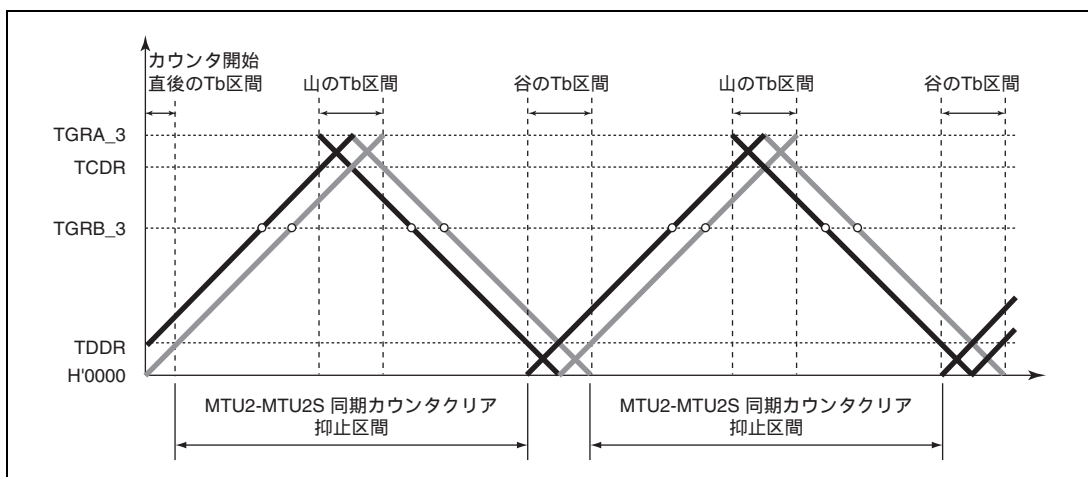 カウンタ開始
直後のTb区間
山のTb区間
谷のTb区間
山のTb区間
谷のTb区間
TGRA_3
TCDR
TGRB_3
TDDR
H'0000
MTU2-MTU2S 同期カウンタクリア
抑止区間
MTU2-MTU2S 同期カウンタクリア
抑止区間